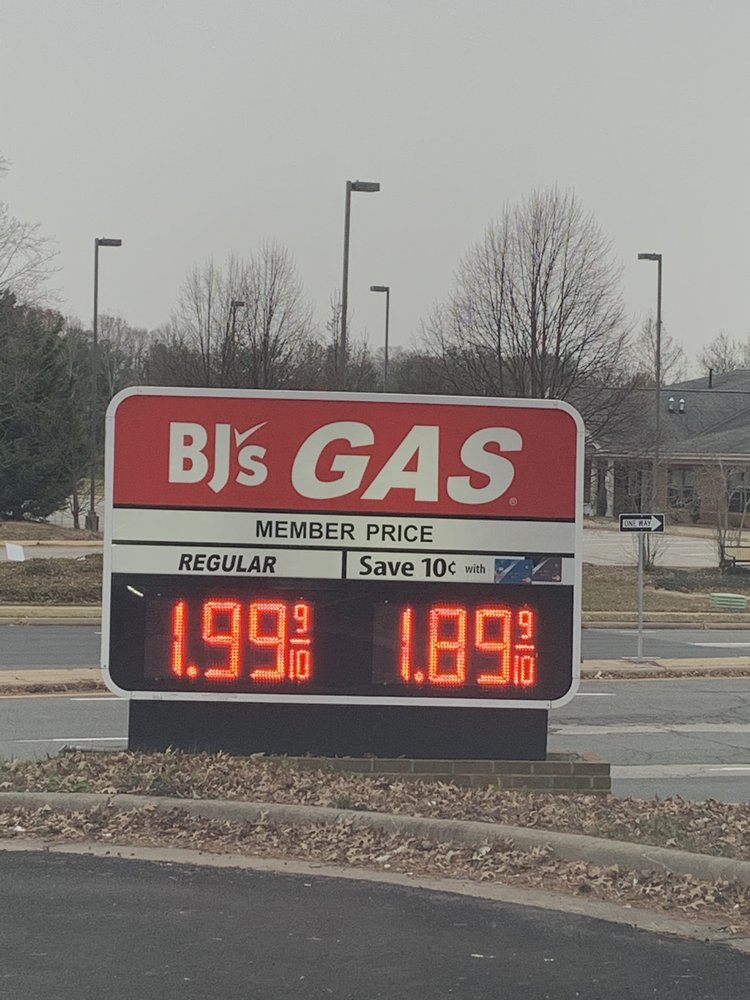 BJ's GAS
MEMBER PRICE
REGULAR
Save 10¢ with
1.99 9/10
1.89 9/10
ONE WAY